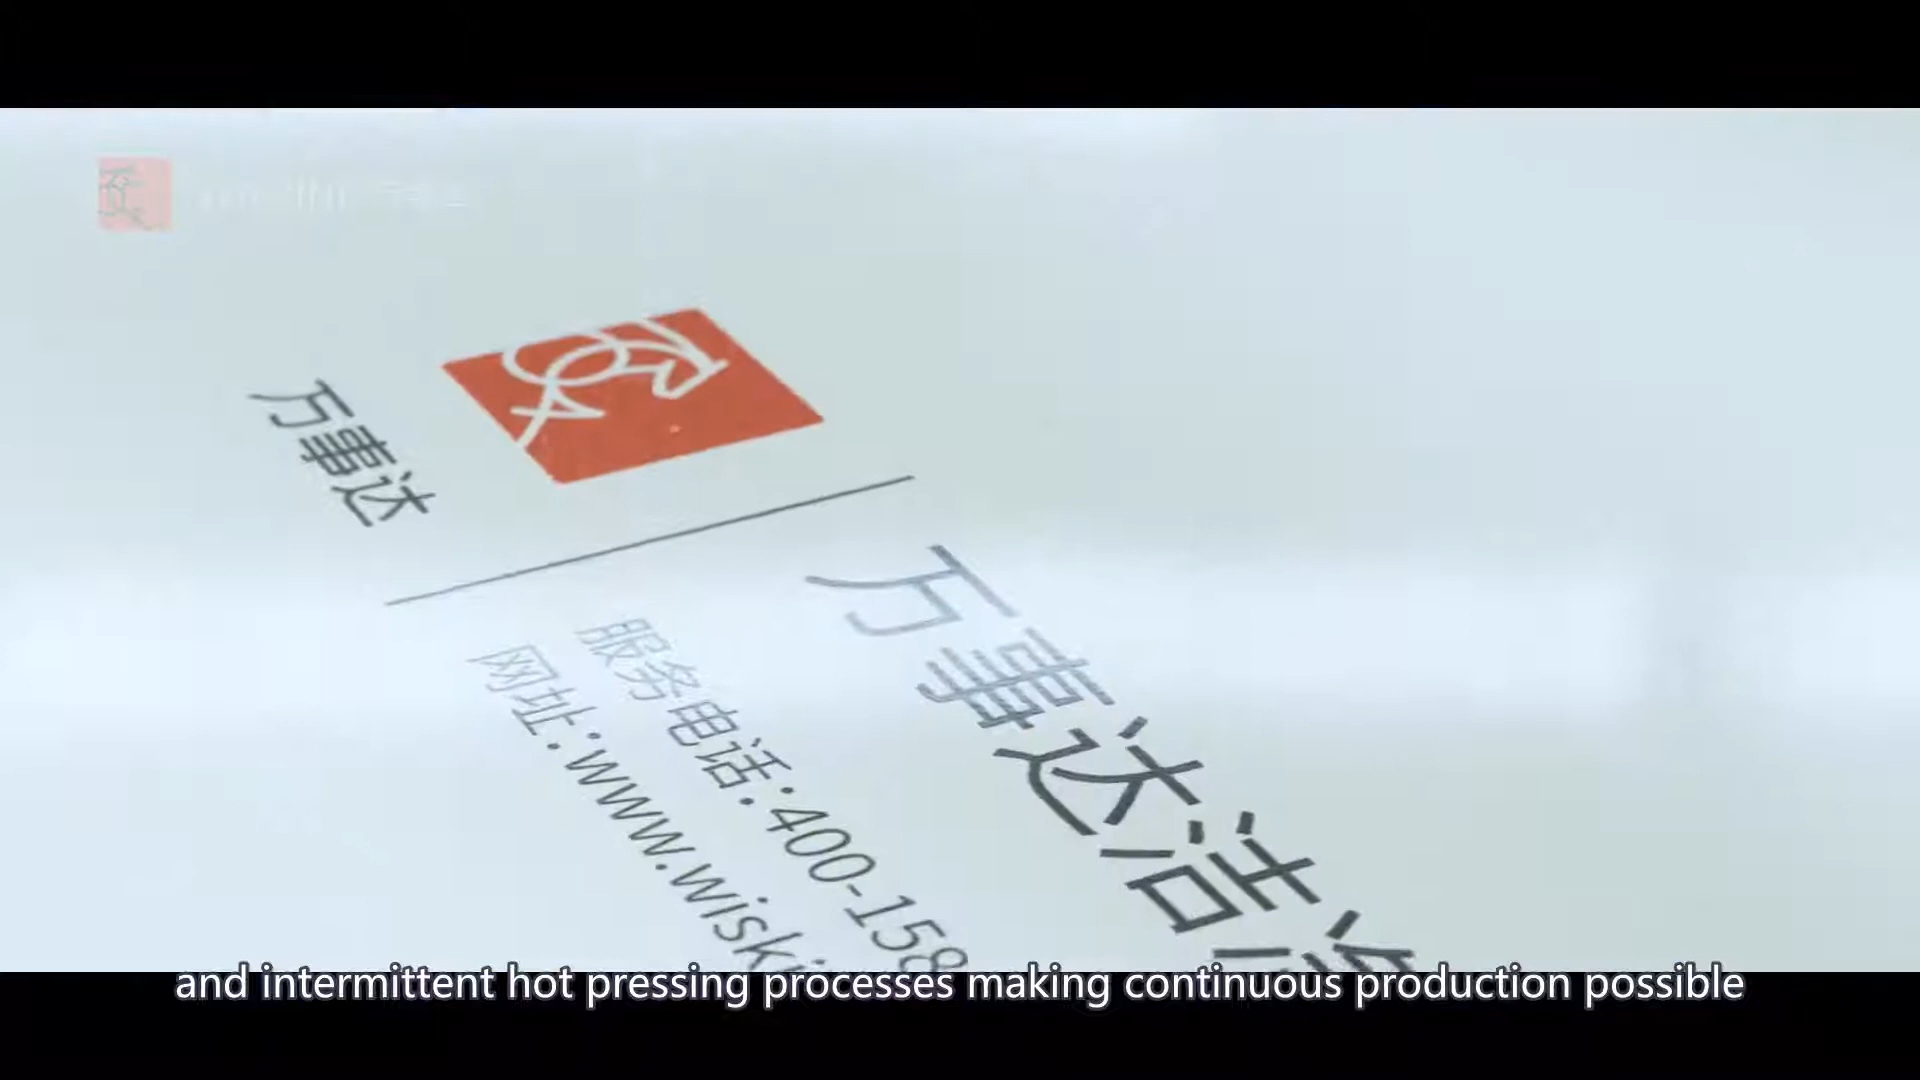 万事达
万事达洁
服务电话:400-158
网址:www.wiski
and intermittent hot pressing processes making continuous production possible